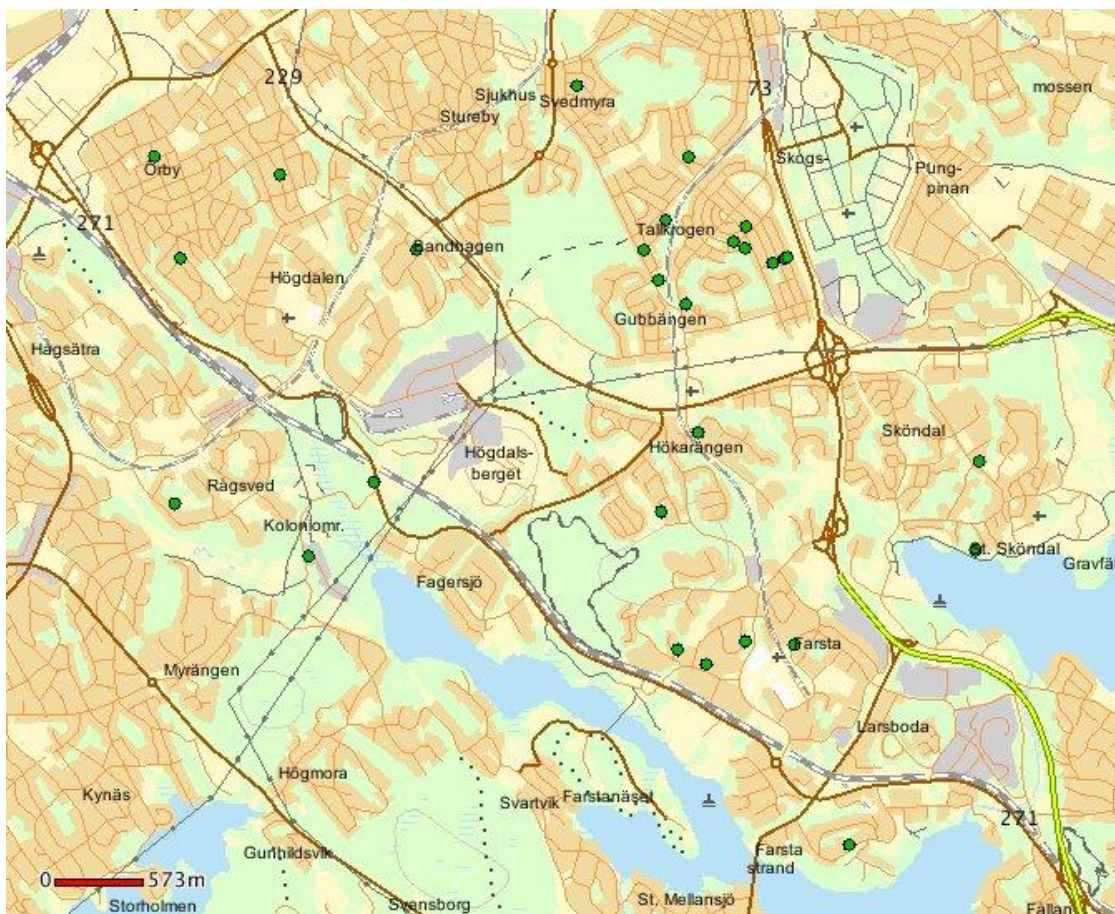 229
Sjukhus
Svedmyra
Stureby
73
mossen
Örby
Skogs-
Pung-
pinan
271
Tallkrogen
Bandhagen
Högdalen
Gubbängen
Hagsätra
Sköndal
Hökarängen
Högdals-
berget
Rågsved
Koloniomr.
St. Sköndal
Gravfä
Fagersjö
Farsta
Myrängen
Larsboda
Högmora
Kynäs
Svartvik
Farstanäset
271
Gunhildsvik
Farsta
strand
0 573m
Storholmen
Svensborg
St. Mellansjö
Fällan